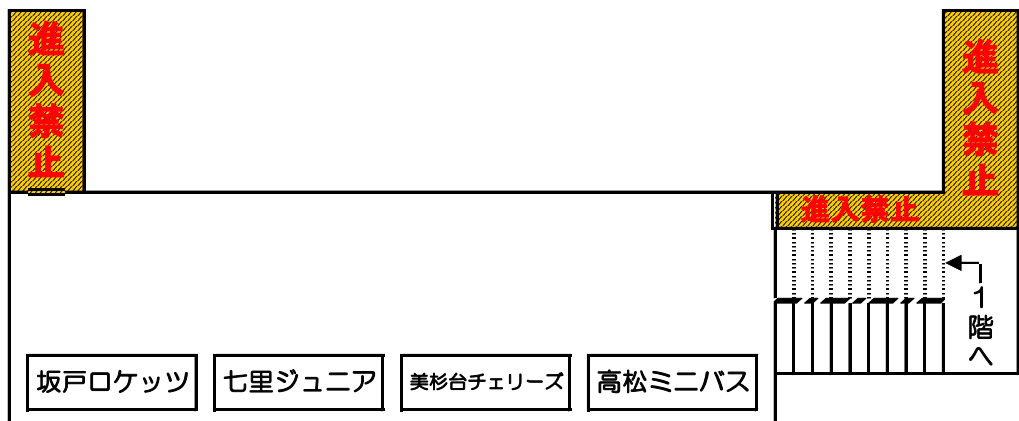 進入禁止
進入禁止
進入禁止
1階へ
坂戸ロケッツ
七里ジュニア
美杉台チェリーズ
高松ミニバス